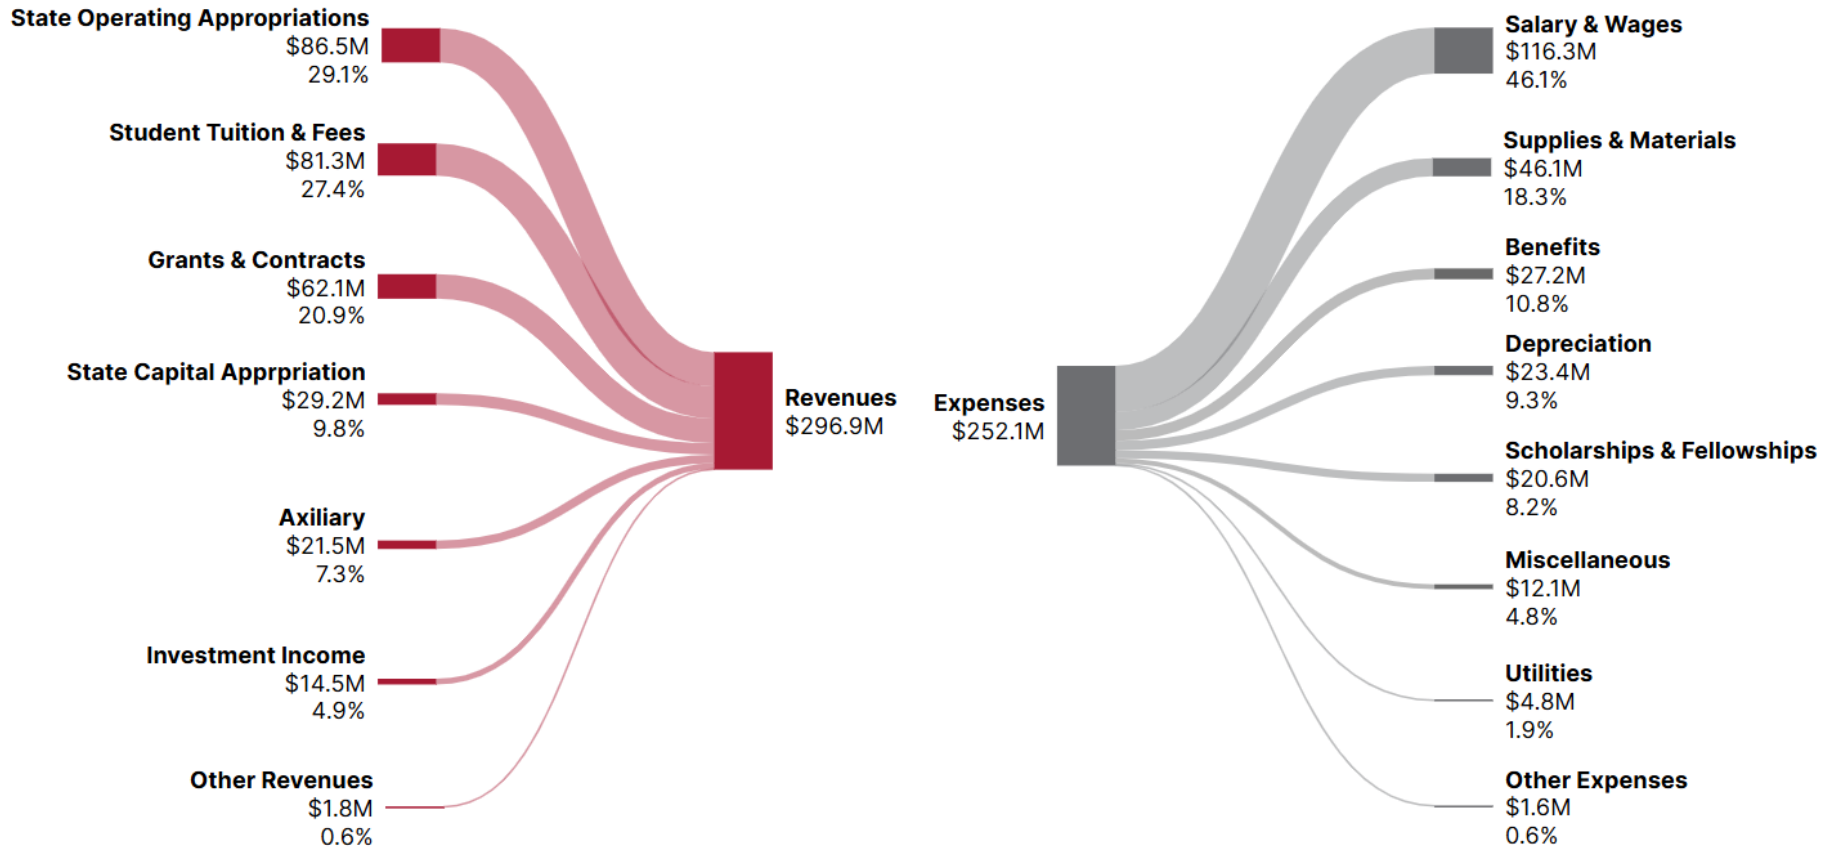 State Operating Appropriations
$86.5M
29.1%
Student Tuition & Fees
$81.3M
27.4%
Grants & Contracts
$62.1M
20.9%
State Capital Apprpriation
$29.2M
9.8%
Axiliary
$21.5M
7.3%
Investment Income
$14.5M
4.9%
Other Revenues
$1.8M
0.6%
Revenues
$296.9M
Expenses
$252.1M
Salary & Wages
$116.3M
46.1%
Supplies & Materials
$46.1M
18.3%
Benefits
$27.2M
10.8%
Depreciation
$23.4M
9.3%
Scholarships & Fellowships
$20.6M
8.2%
Miscellaneous
$12.1M
4.8%
Utilities
$4.8M
1.9%
Other Expenses
$1.6M
0.6%